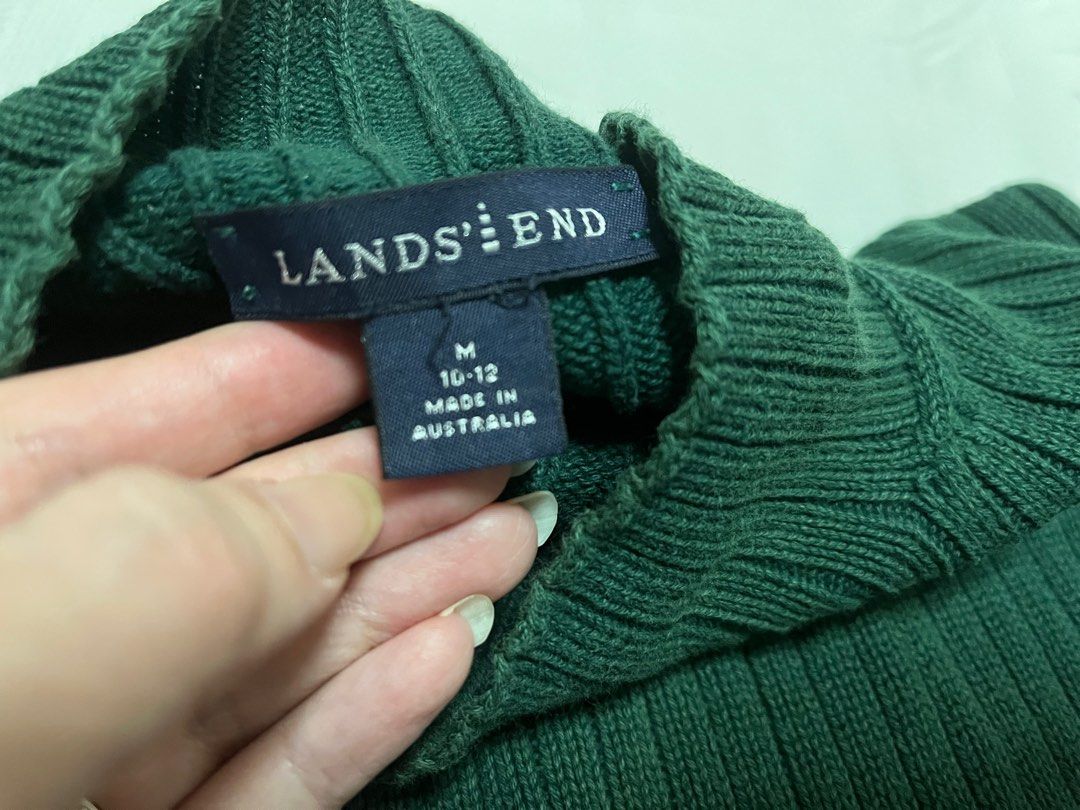 LANDS' END
M
10-12
MADE IN
AUSTRALIA